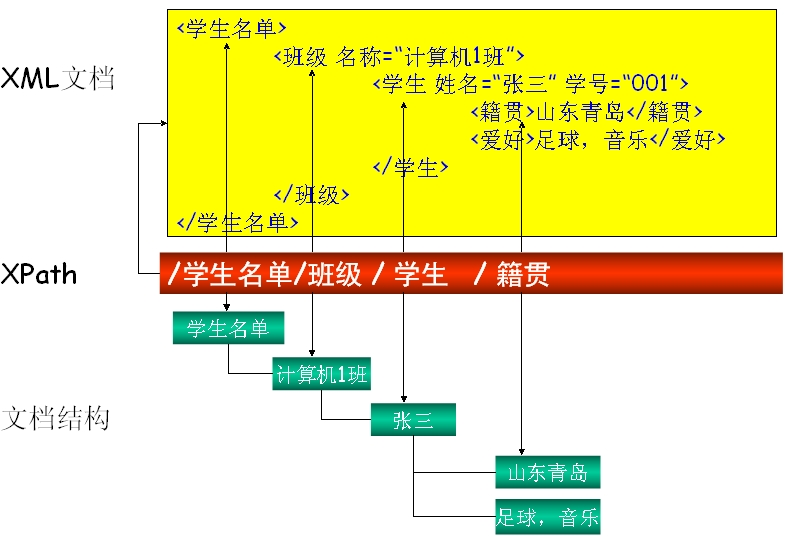 <学生名单>
<班级 名称=“计算机1班”>
XML文档
<学生 姓名=“张三” 学号=“001”>
<籍贯>山东青岛</籍贯>
<爱好>足球，音乐</爱好>
</学生>
</班级>
</学生名单>
XPath
/学生名单/班级 / 学生 / 籍贯
学生名单
计算机1班
文档结构
张三
山东青岛
足球，音乐